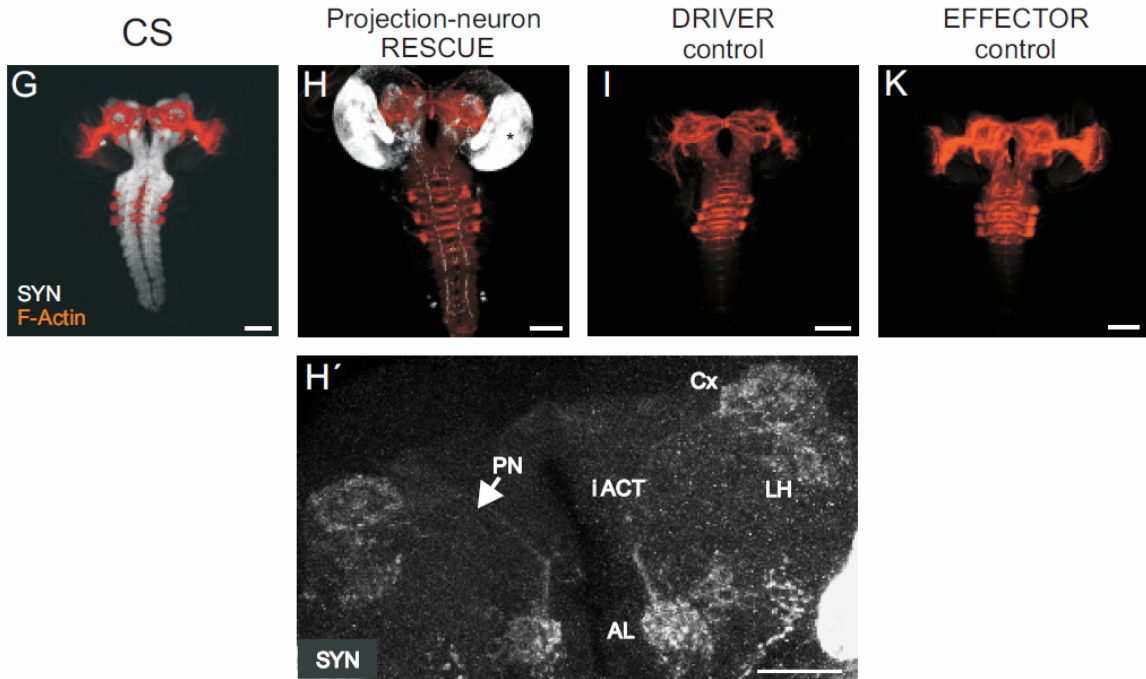 CS
Projection-neuron
RESCUE
DRIVER
control
EFFECTOR
control
G
H
I
K
*
SYN
F-Actin
H´
Cx
PN
i ACT
LH
AL
SYN